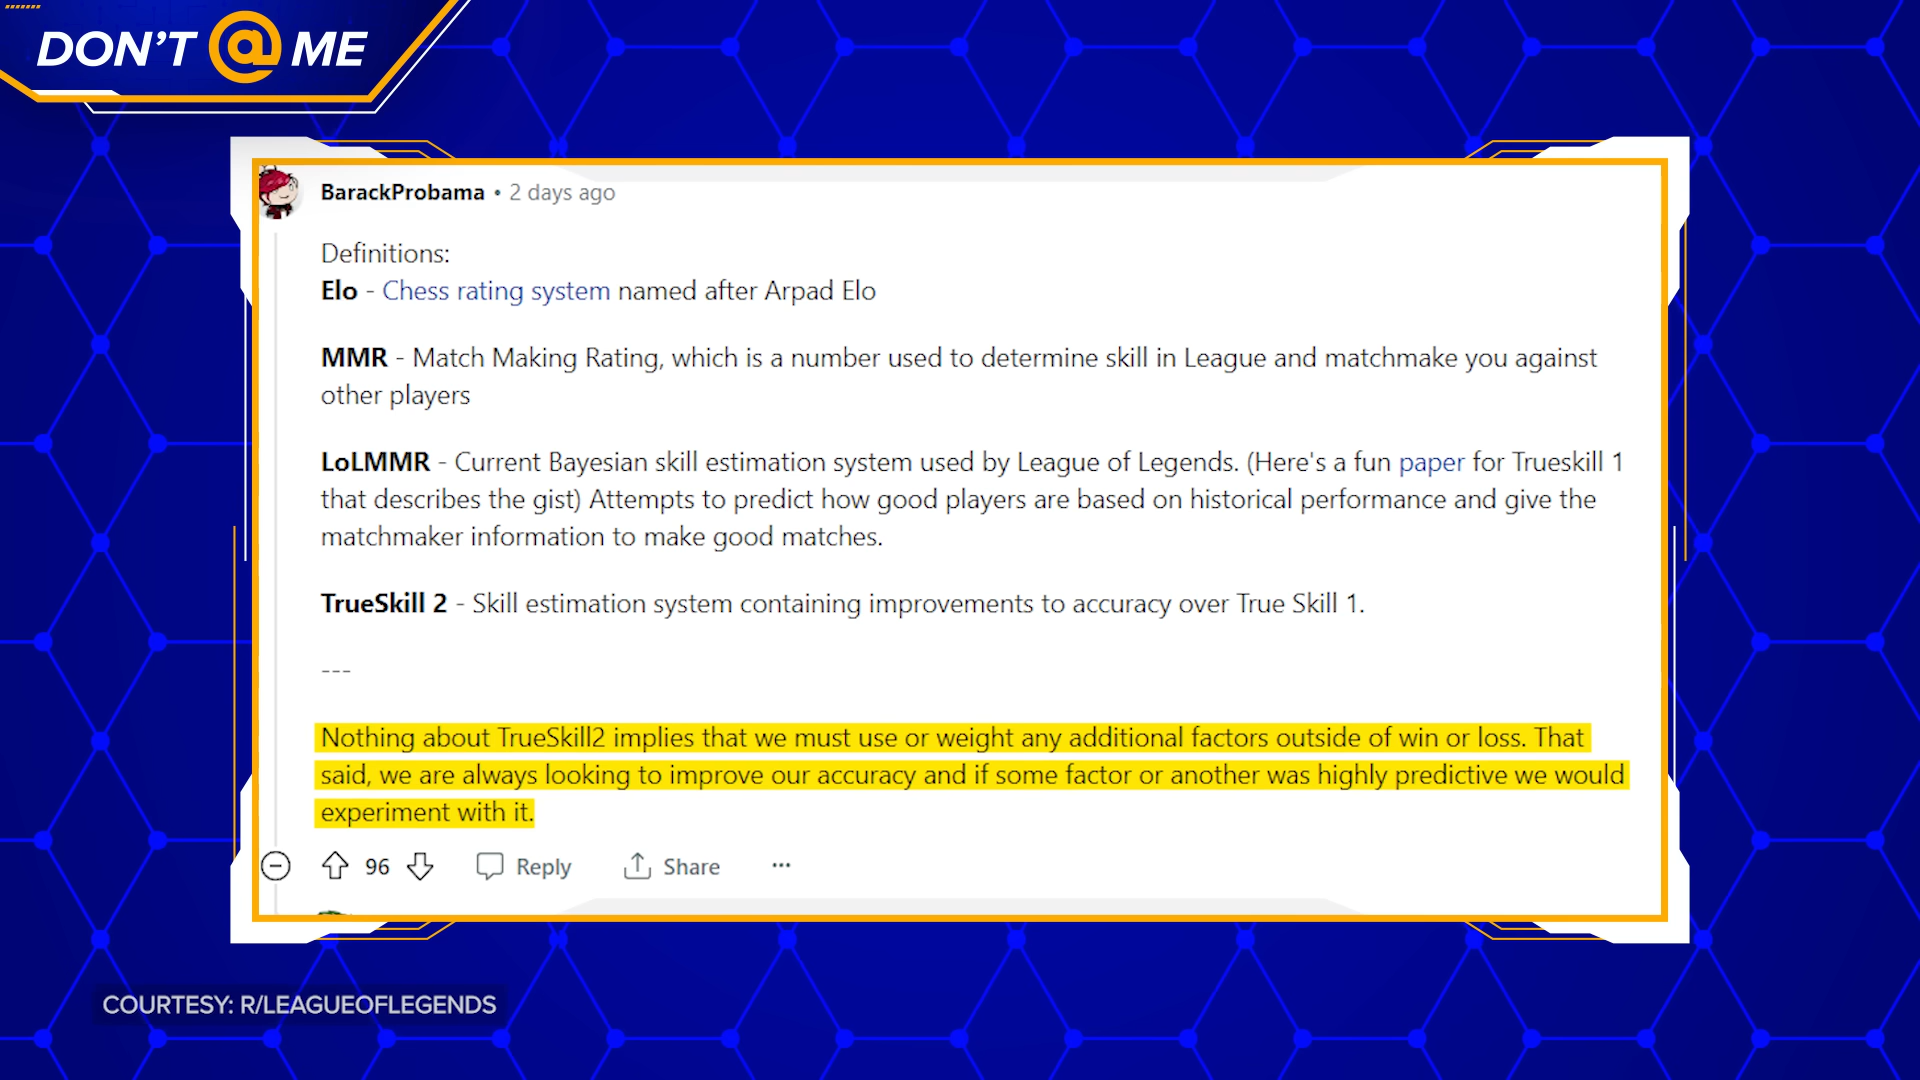 DON'T @ ME
BarackProbama • 2 days ago
Definitions:
Elo - Chess rating system named after Arpad Elo
MMR - Match Making Rating, which is a number used to determine skill in League and matchmake you against
other players
LoLMMR - Current Bayesian skill estimation system used by League of Legends. (Here's a fun paper for Trueskill 1
that describes the gist) Attempts to predict how good players are based on historical performance and give the
matchmaker information to make good matches.
TrueSkill 2 - Skill estimation system containing improvements to accuracy over True Skill 1.
---
Nothing about TrueSkill2 implies that we must use or weight any additional factors outside of win or loss. That
said, we are always looking to improve our accuracy and if some factor or another was highly predictive we would
experiment with it.
96 Reply Share ...
COURTESY: R/LEAGUEOFLEGENDS